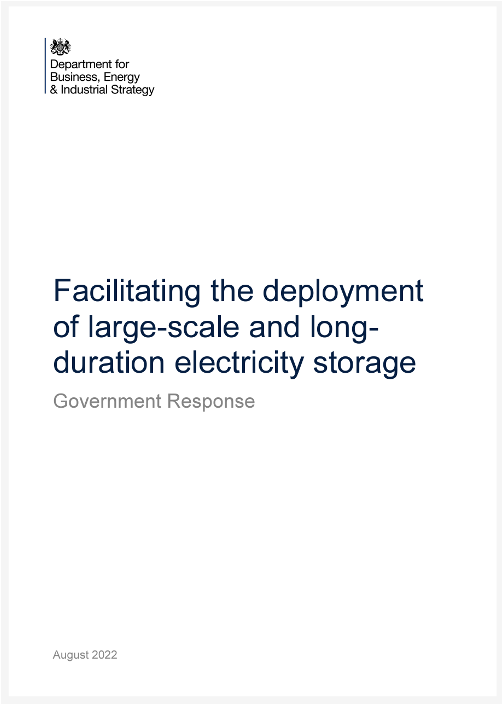 Department for
Business, Energy
& Industrial Strategy
Facilitating the deployment
of large-scale and long-
duration electricity storage
Government Response
August 2022